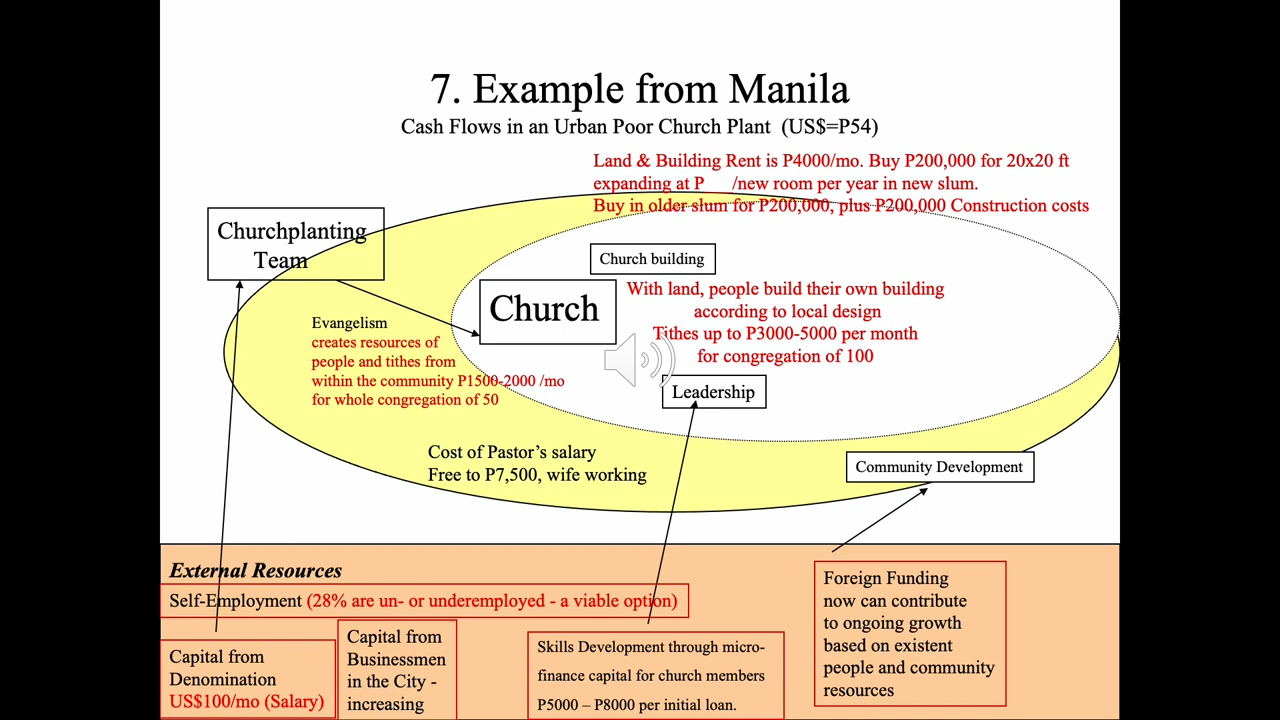 7. Example from Manila
Cash Flows in an Urban Poor Church Plant (US$=P54)
Land & Building Rent is P4000/mo. Buy P200,000 for 20x20 ft
expanding at P /new room per year in new slum.
Buy in older slum for P200,000, plus P200,000 Construction costs
Churchplanting
Team
Church building
Church
With land, people build their own building
according to local design
Tithes up to P3000-5000 per month
for congregation of 100
Evangelism
creates resources of
people and tithes from
within the community P1500-2000 /mo
for whole congregation of 50
Leadership
Cost of Pastor’s salary
Free to P7,500, wife working
Community Development
External Resources
Self-Employment (28% are un- or underemployed - a viable option)
Capital from
Denomination
US$100/mo (Salary)
Capital from
Businessmen
in the City -
increasing
Skills Development through micro-
finance capital for church members
P5000 – P8000 per initial loan.
Foreign Funding
now can contribute
to ongoing growth
based on existent
people and community
resources